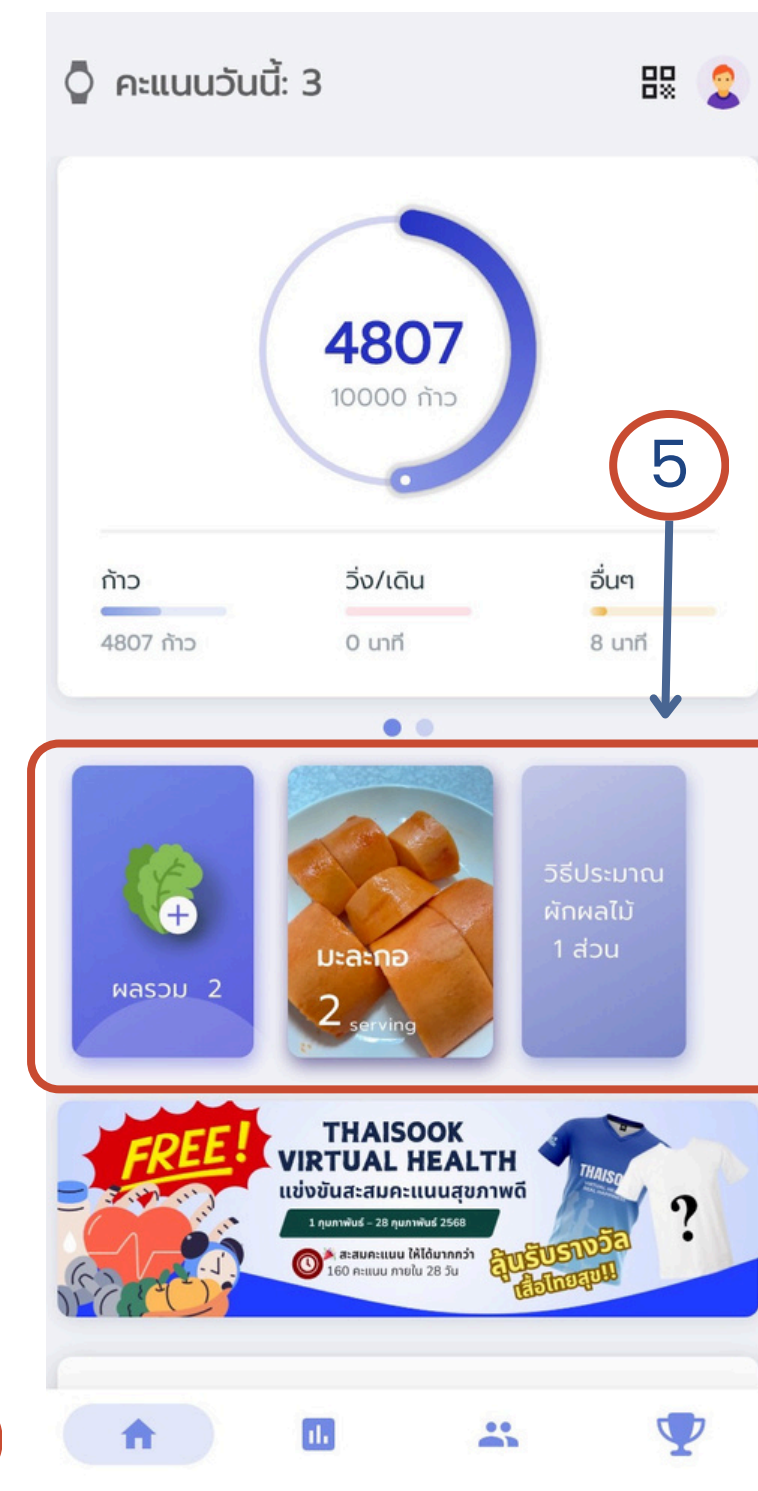 คะแนนวันนี้: 3
4807
10000 ก้าว
5
ก้าว
วิ่ง/เดิน
อื่นๆ
4807 ก้าว
0 นาที
8 นาที
ผลรวม 2
มะละกอ
2 serving
วิธีประมาณ
ผักผลไม้
1 ส่วน
FREE!
THAISOOK
VIRTUAL HEALTH
แข่งขันสะสมคะแนนสุขภาพดี
1 กุมภาพันธ์ - 28 กุมภาพันธ์ 2568
สะสมคะแนน ให้ได้มากกว่า
160 คะแนน ภายใน 28 วัน
ลุ้นรับรางวัล
เสื้อไทยสุข!!
THAISO
?